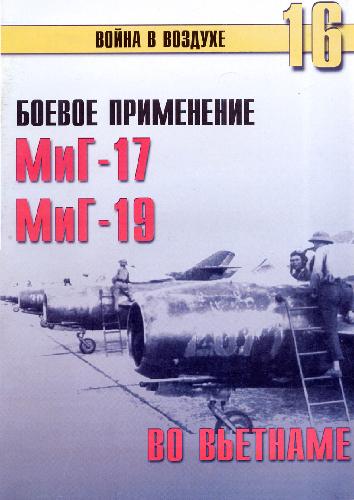 ВОЙНА В ВОЗДУХЕ
16
БОЕВОЕ ПРИМЕНЕНИЕ
МиГ-17
МиГ-19
ВО ВЬЕТНАМЕ